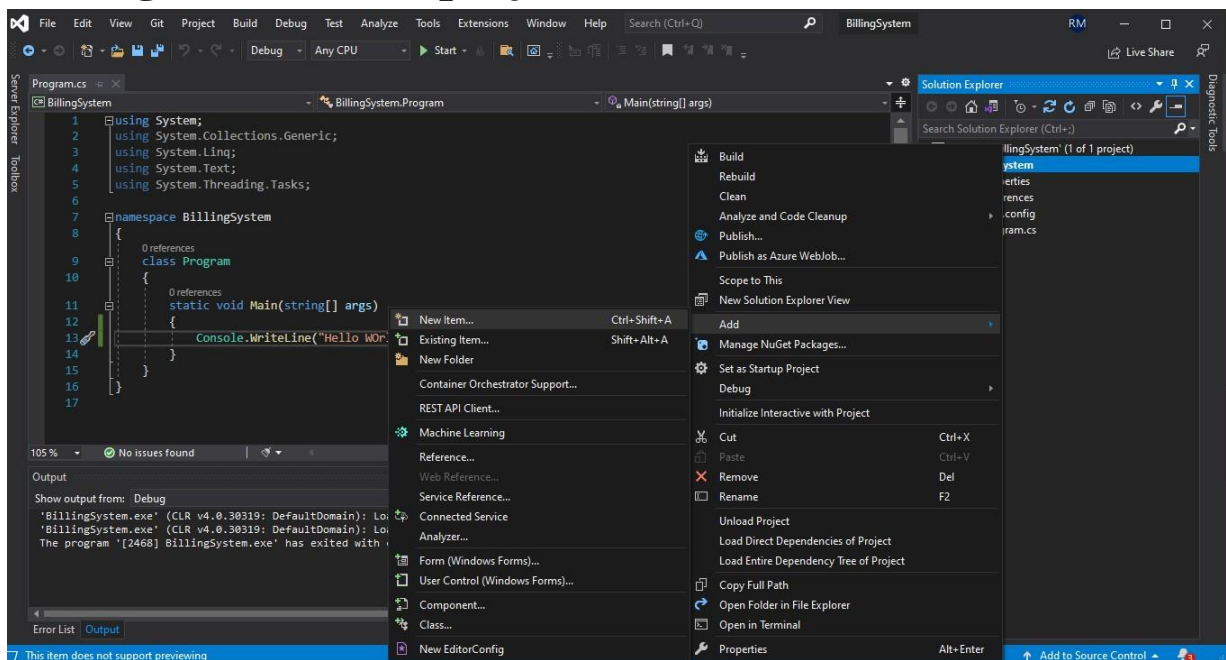 File Edit View Git Project Build Debug Test Analyze Tools Extensions Window Help Search (Ctrl+Q) BillingSystem RM
Debug Any CPU Start Live Share
Server Explorer
Toolbox
Program.cs
BillingSystem BillingSystem.Program Main(string[] args)
1 using System;
2 using System.Collections.Generic;
3 using System.Linq;
4 using System.Text;
5 using System.Threading.Tasks;
6
7 namespace BillingSystem
8 {
0 references
9 class Program
10 {
0 references
11 static void Main(string[] args)
12 {
13 Console.WriteLine("Hello WOr
14 }
15 }
16 }
17
105 % No issues found
Output
Show output from: Debug
'BillingSystem.exe' (CLR v4.0.30319: DefaultDomain): Lo
'BillingSystem.exe' (CLR v4.0.30319: DefaultDomain): Lo
The program '[2468] BillingSystem.exe' has exited with
Error List Output
This item does not support previewing
New Item... Ctrl+Shift+A
Existing Item... Shift+Alt+A
New Folder
Container Orchestrator Support...
REST API Client...
Machine Learning
Reference...
Web Reference...
Service Reference...
Connected Service
Analyzer...
Form (Windows Forms)...
User Control (Windows Forms)...
Component...
Class...
New EditorConfig
Build
Rebuild
Clean
Analyze and Code Cleanup
Publish...
Publish as Azure WebJob...
Scope to This
New Solution Explorer View
Add
Manage NuGet Packages...
Set as Startup Project
Debug
Initialize Interactive with Project
Cut Ctrl+X
Paste Ctrl+V
Remove Del
Rename F2
Unload Project
Load Direct Dependencies of Project
Load Entire Dependency Tree of Project
Copy Full Path
Open Folder in File Explorer
Open in Terminal
Properties Alt+Enter
Solution Explorer
Search Solution Explorer (Ctrl+;)
llingSystem' (1 of 1 project)
ystem
erties
rences
.config
ram.cs
Diagnostic Tools
Add to Source Control